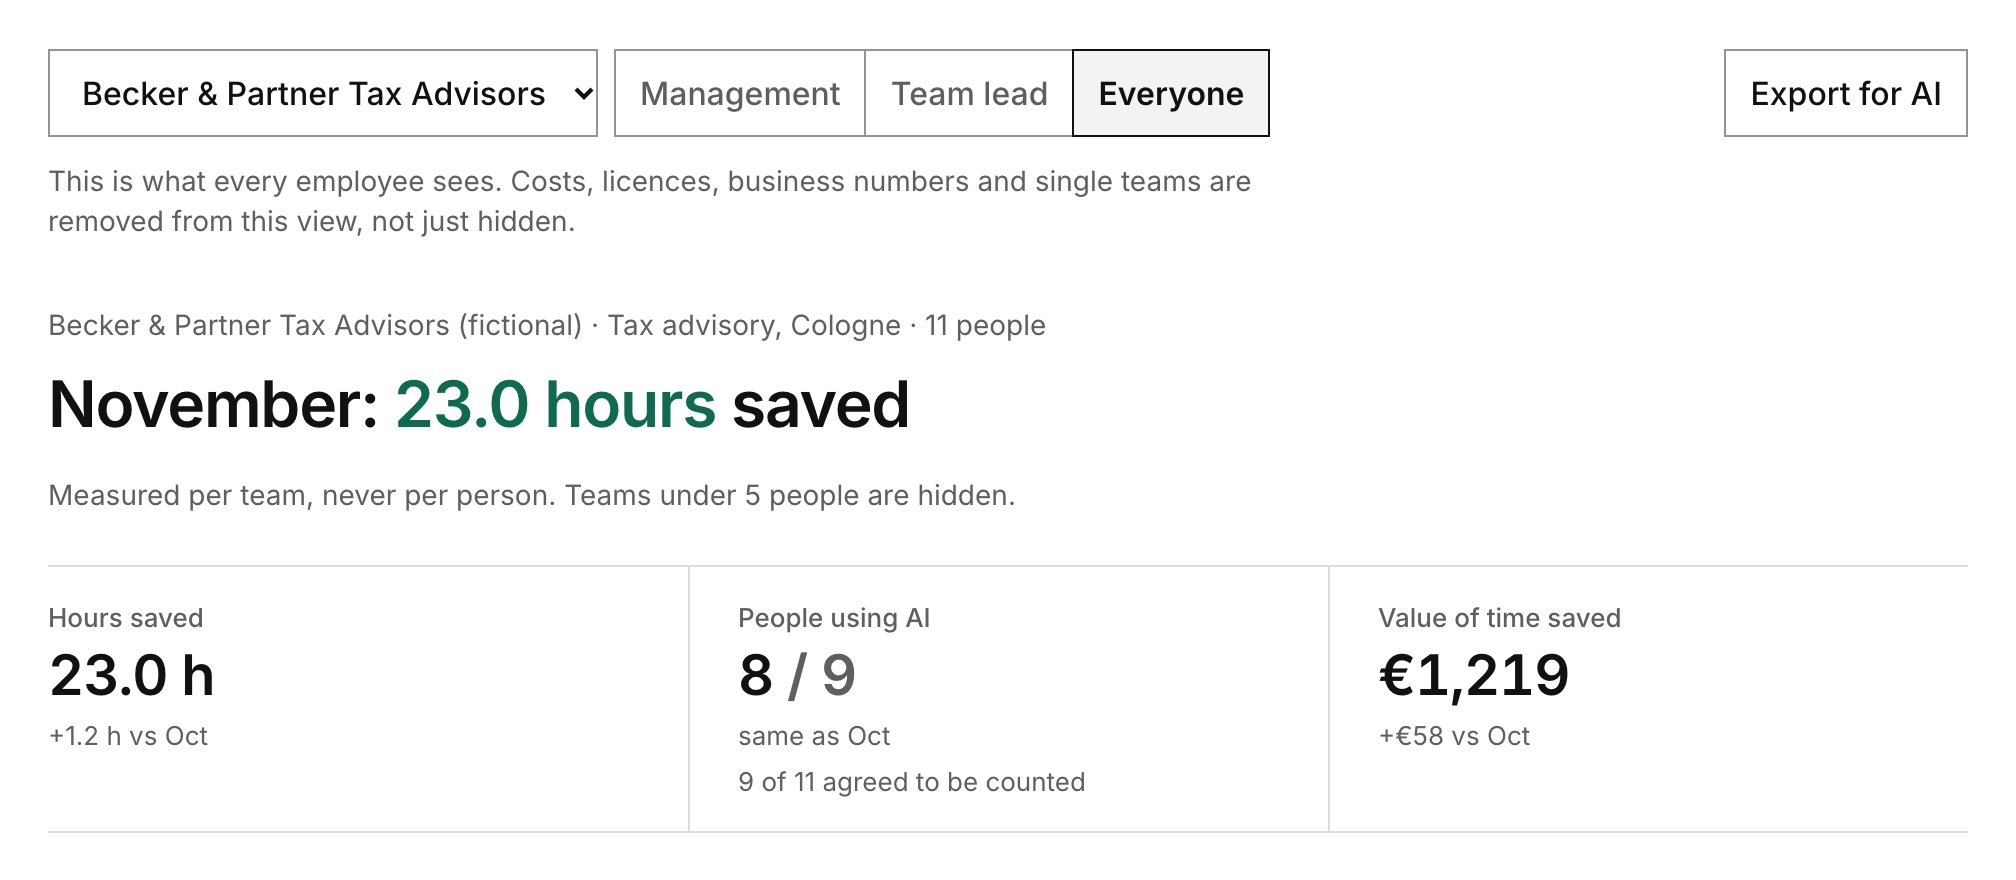 Becker & Partner Tax Advisors
Management
Team lead
Everyone
Export for AI
This is what every employee sees. Costs, licences, business numbers and single teams are
removed from this view, not just hidden.
Becker & Partner Tax Advisors (fictional) · Tax advisory, Cologne · 11 people
November: 23.0 hours saved
Measured per team, never per person. Teams under 5 people are hidden.
Hours saved
23.0 h
+1.2 h vs Oct
People using AI
8 / 9
same as Oct
9 of 11 agreed to be counted
Value of time saved
€1,219
+€58 vs Oct